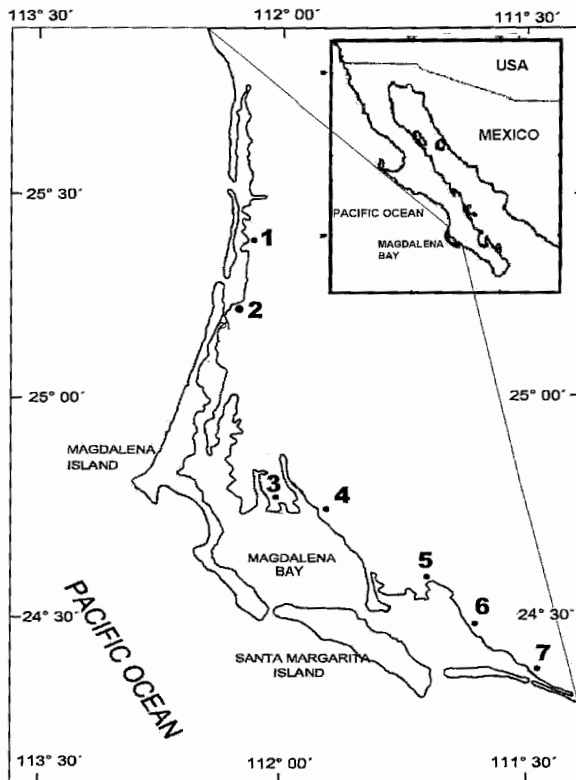 113° 30´
112° 00´
111° 30´
USA
MEXICO
PACIFIC OCEAN
MAGDALENA
BAY
25° 30´
1
2
25° 00´
25° 00´
MAGDALENA
ISLAND
3
4
MAGDALENA
BAY
5
6
24° 30´
24° 30´
7
SANTA MARGARITA
ISLAND
PACIFIC OCEAN
113° 30´
112° 00´
111° 30´